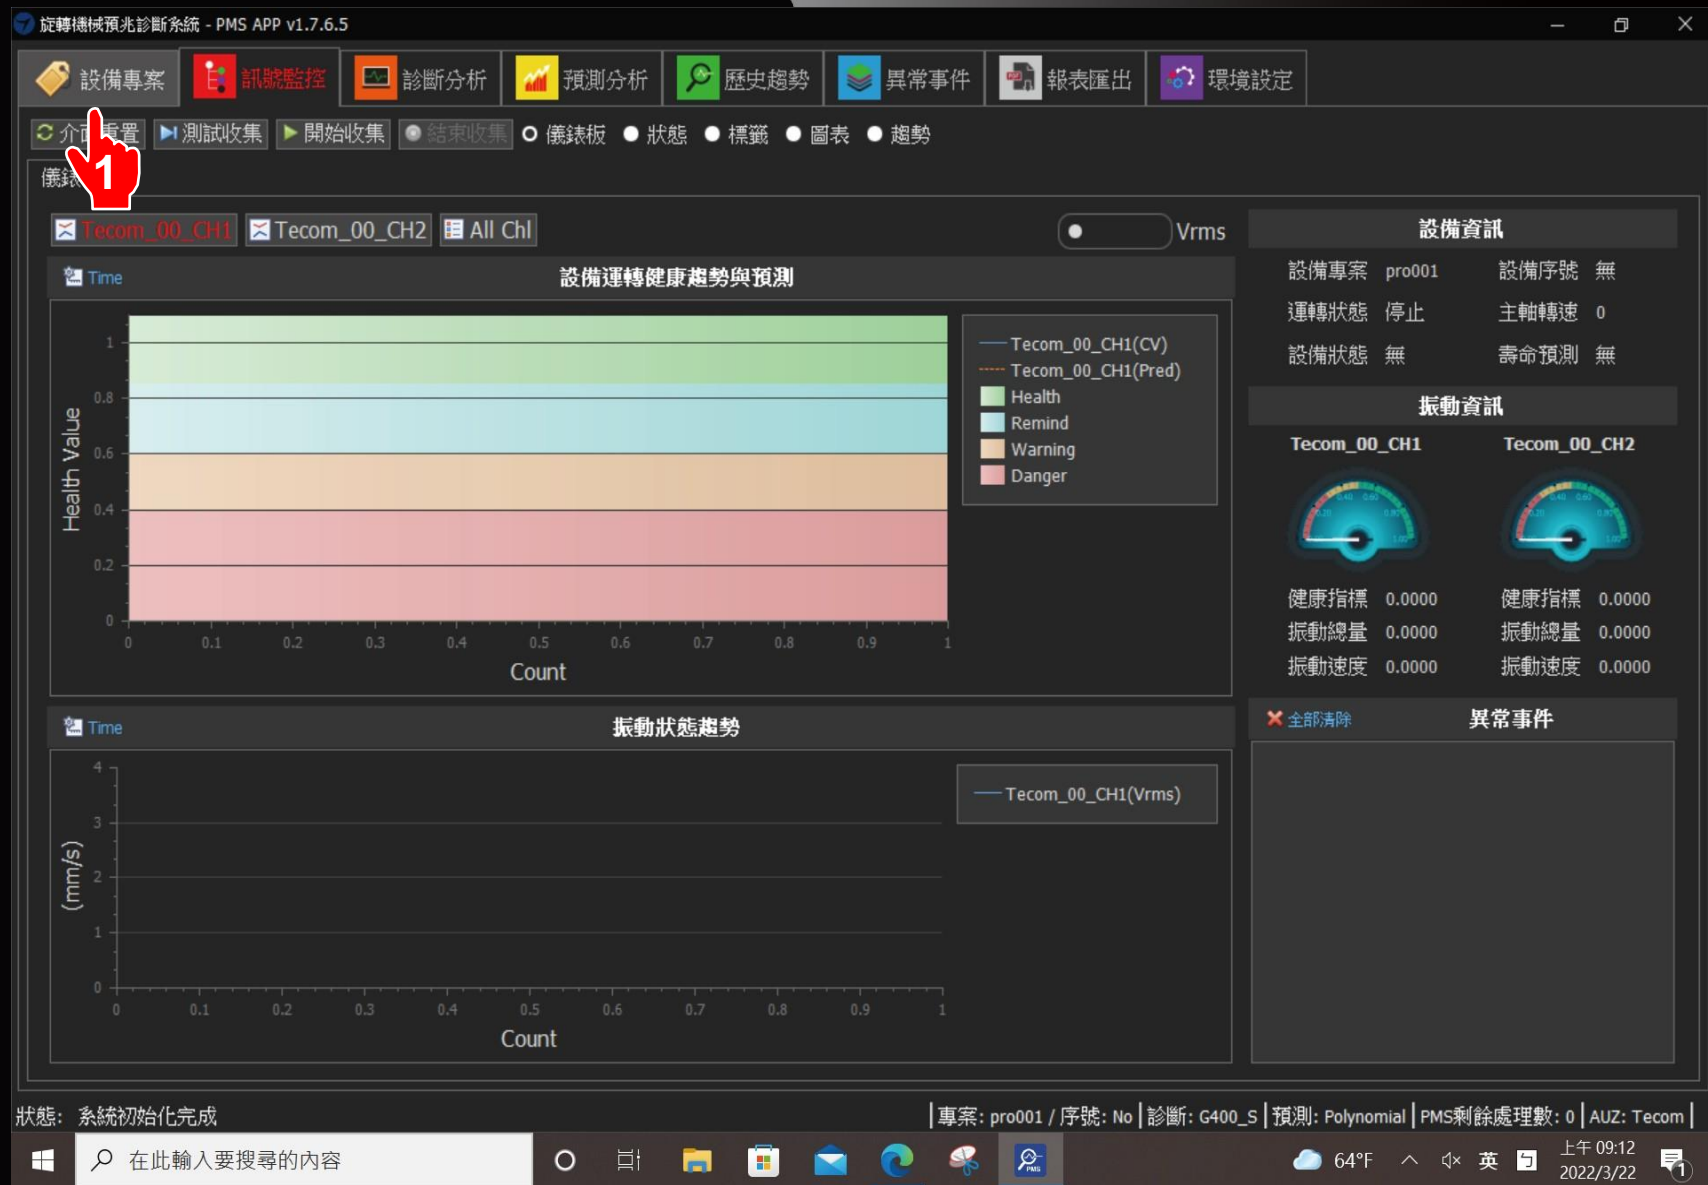 旋轉機械預兆診斷系統 - PMS APP v1.7.6.5
設備專案 訊號監控 診斷分析 預測分析 歷史趨勢 異常事件 報表匯出 環境設定
測試收集 開始收集 結束收集 儀錶板 狀態 標籤 圖表 趨勢
1
Tecom_00_CH1 Tecom_00_CH2 All Chl Vrms
Time 設備運轉健康趨勢與預測
Health Value
1
0.8
0.6
0.4
0.2
0
0 0.1 0.2 0.3 0.4 0.5 0.6 0.7 0.8 0.9 1
Count
Tecom_00_CH1(CV)
Tecom_00_CH1(Pred)
Health
Remind
Warning
Danger
Time 振動狀態趨勢
(mm/s)
4
3
2
1
0
0 0.1 0.2 0.3 0.4 0.5 0.6 0.7 0.8 0.9 1
Count
Tecom_00_CH1(Vrms)
設備資訊
設備專案 pro001 設備序號 無
運轉狀態 停止 主軸轉速 0
設備狀態 無 壽命預測 無
振動資訊
Tecom_00_CH1 Tecom_00_CH2
健康指標 0.0000 健康指標 0.0000
振動總量 0.0000 振動總量 0.0000
振動速度 0.0000 振動速度 0.0000
全部清除 異常事件
狀態: 系統初始化完成
專案: pro001 / 序號: No 診斷: G400_S 預測: Polynomial PMS剩餘處理數: 0 AUZ: Tecom
在此輸入要搜尋的內容
PMS
64°F 英 上午 09:12
2022/3/22
1